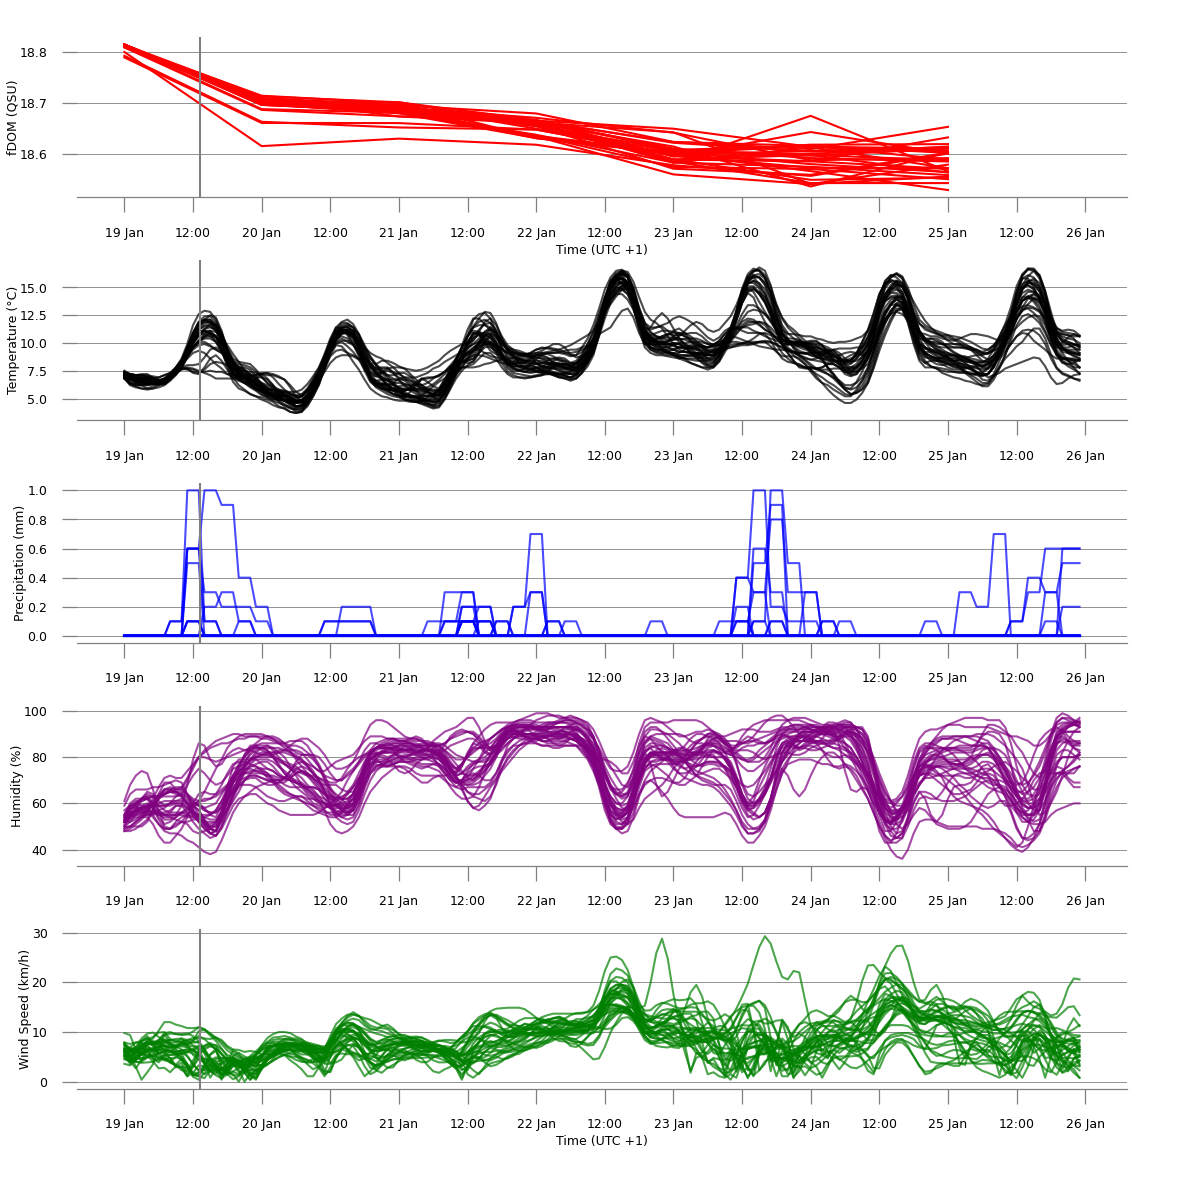 18.8
18.7
18.6
fDOM (QSU)
19 Jan 12:00 20 Jan 12:00 21 Jan 12:00 22 Jan 12:00 23 Jan 12:00 24 Jan 12:00 25 Jan 12:00 26 Jan
Time (UTC +1)
15.0
12.5
10.0
7.5
5.0
Temperature (°C)
19 Jan 12:00 20 Jan 12:00 21 Jan 12:00 22 Jan 12:00 23 Jan 12:00 24 Jan 12:00 25 Jan 12:00 26 Jan
1.0
0.8
0.6
0.4
0.2
0.0
Precipitation (mm)
19 Jan 12:00 20 Jan 12:00 21 Jan 12:00 22 Jan 12:00 23 Jan 12:00 24 Jan 12:00 25 Jan 12:00 26 Jan
100
80
60
40
Humidity (%)
19 Jan 12:00 20 Jan 12:00 21 Jan 12:00 22 Jan 12:00 23 Jan 12:00 24 Jan 12:00 25 Jan 12:00 26 Jan
30
20
10
0
Wind Speed (km/h)
19 Jan 12:00 20 Jan 12:00 21 Jan 12:00 22 Jan 12:00 23 Jan 12:00 24 Jan 12:00 25 Jan 12:00 26 Jan
Time (UTC +1)